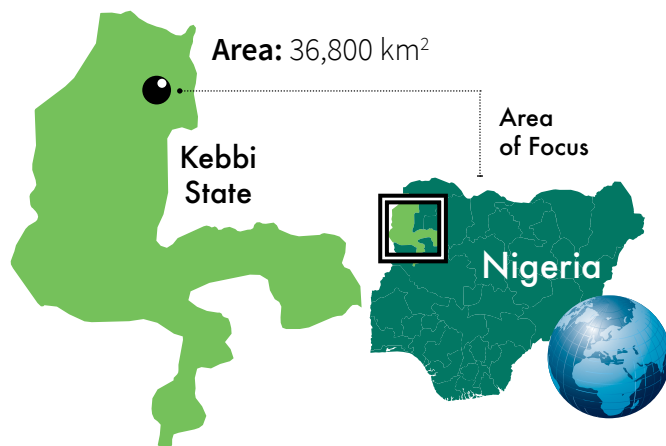 Area: 36,800 km²
Area
of Focus
Kebbi
State
Nigeria